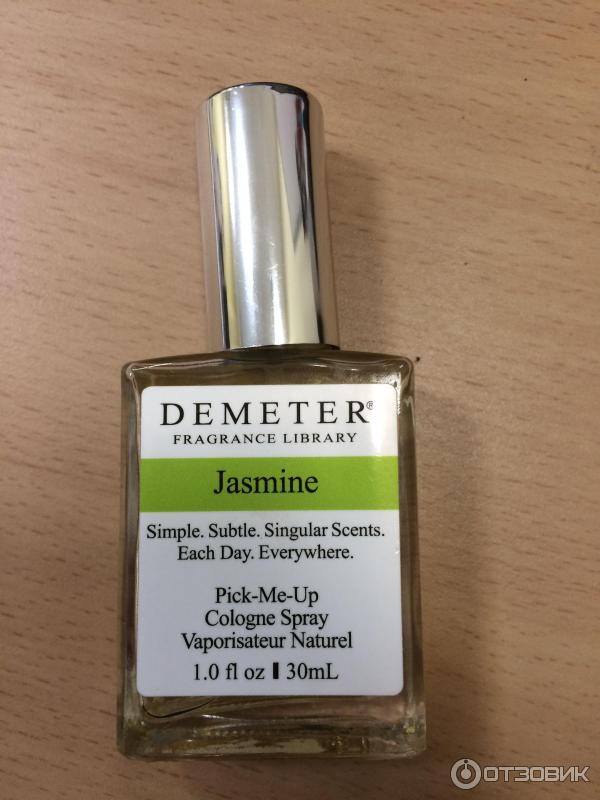 DEMETER®
FRAGRANCE LIBRARY
Jasmine
Simple. Subtle. Singular Scents.
Each Day. Everywhere.
Pick-Me-Up
Cologne Spray
Vaporisateur Naturel
1.0 fl oz ▮ 30mL
ОТЗОВИК